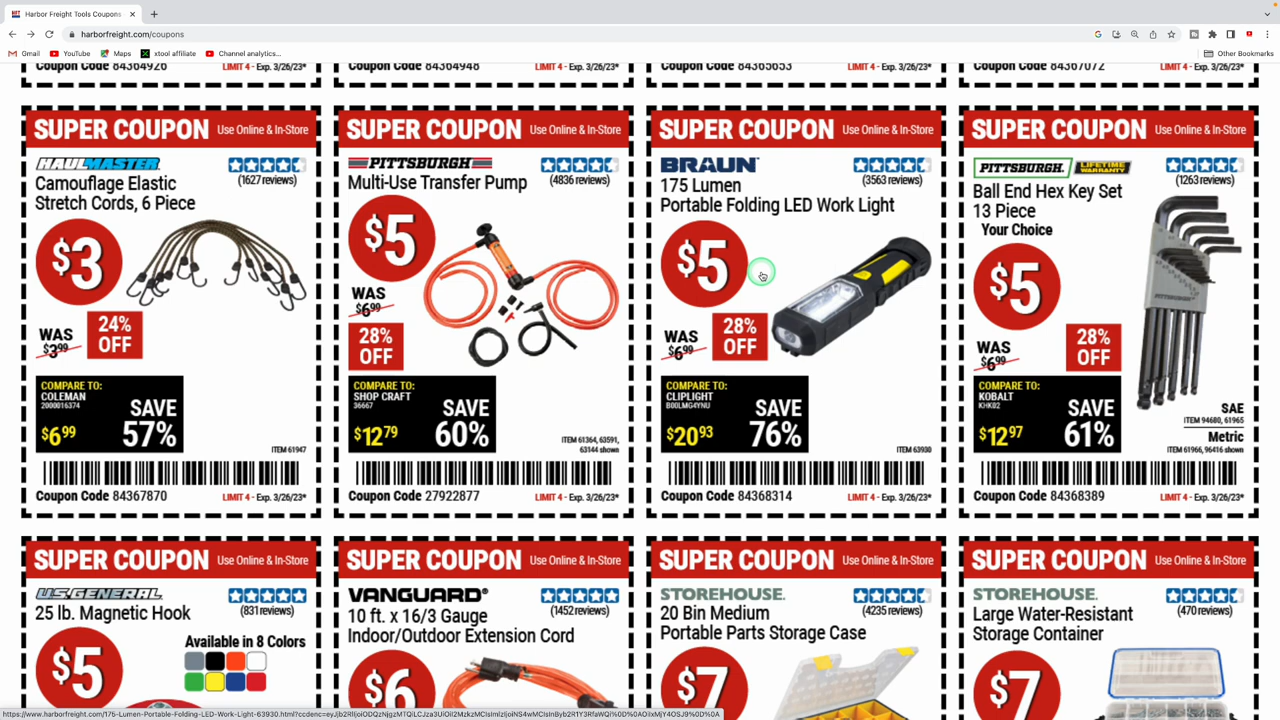 Harbor Freight Tools Coupons
harborfreight.com/coupons
Gmail YouTube Maps xtool affiliate Channel analytics... Other Bookmarks
Coupon Code 84364926 LIMIT 4 - Exp. 3/26/23*
Coupon Code 84364948 LIMIT 4 - Exp. 3/26/23*
Coupon Code 84365653 LIMIT 4 - Exp. 3/26/23*
Coupon Code 84367072 LIMIT 4 - Exp. 3/26/23*
SUPER COUPON Use Online & In-Store
HAULMASTER
(1627 reviews)
Camouflage Elastic
Stretch Cords, 6 Piece
$3
WAS
$3.99
24%
OFF
COMPARE TO:
COLEMAN
2000016374
$6.99
SAVE
57%
ITEM 61947
Coupon Code 84367870 LIMIT 4 - Exp. 3/26/23*
SUPER COUPON Use Online & In-Store
PITTSBURGH
(4836 reviews)
Multi-Use Transfer Pump
$5
WAS
$6.99
28%
OFF
COMPARE TO:
SHOP CRAFT
36667
$12.79
SAVE
60%
ITEM 61364, 63591,
63144 shown
Coupon Code 27922877 LIMIT 4 - Exp. 3/26/23*
SUPER COUPON Use Online & In-Store
BRAUN
(3563 reviews)
175 Lumen
Portable Folding LED Work Light
$5
WAS
$6.99
28%
OFF
COMPARE TO:
CLIPLIGHT
B00LMG4YNU
$20.93
SAVE
76%
ITEM 63930
Coupon Code 84368314 LIMIT 4 - Exp. 3/26/23*
SUPER COUPON Use Online & In-Store
PITTSBURGH LIFETIME WARRANTY
(1263 reviews)
Ball End Hex Key Set
13 Piece
Your Choice
$5
WAS
$6.99
28%
OFF
PITTSBURGH
COMPARE TO:
KOBALT
KHK02
$12.97
SAVE
61%
SAE
ITEM 94680, 61965
Metric
ITEM 61966, 96416 shown
Coupon Code 84368389 LIMIT 4 - Exp. 3/26/23*
SUPER COUPON Use Online & In-Store
U.S. GENERAL
(831 reviews)
25 lb. Magnetic Hook
Available in 8 Colors
$5
SUPER COUPON Use Online & In-Store
VANGUARD®
(1452 reviews)
10 ft. x 16/3 Gauge
Indoor/Outdoor Extension Cord
$6
SUPER COUPON Use Online & In-Store
STOREHOUSE.
(4235 reviews)
20 Bin Medium
Portable Parts Storage Case
$7
SUPER COUPON Use Online & In-Store
STOREHOUSE.
(470 reviews)
Large Water-Resistant
Storage Container
$7